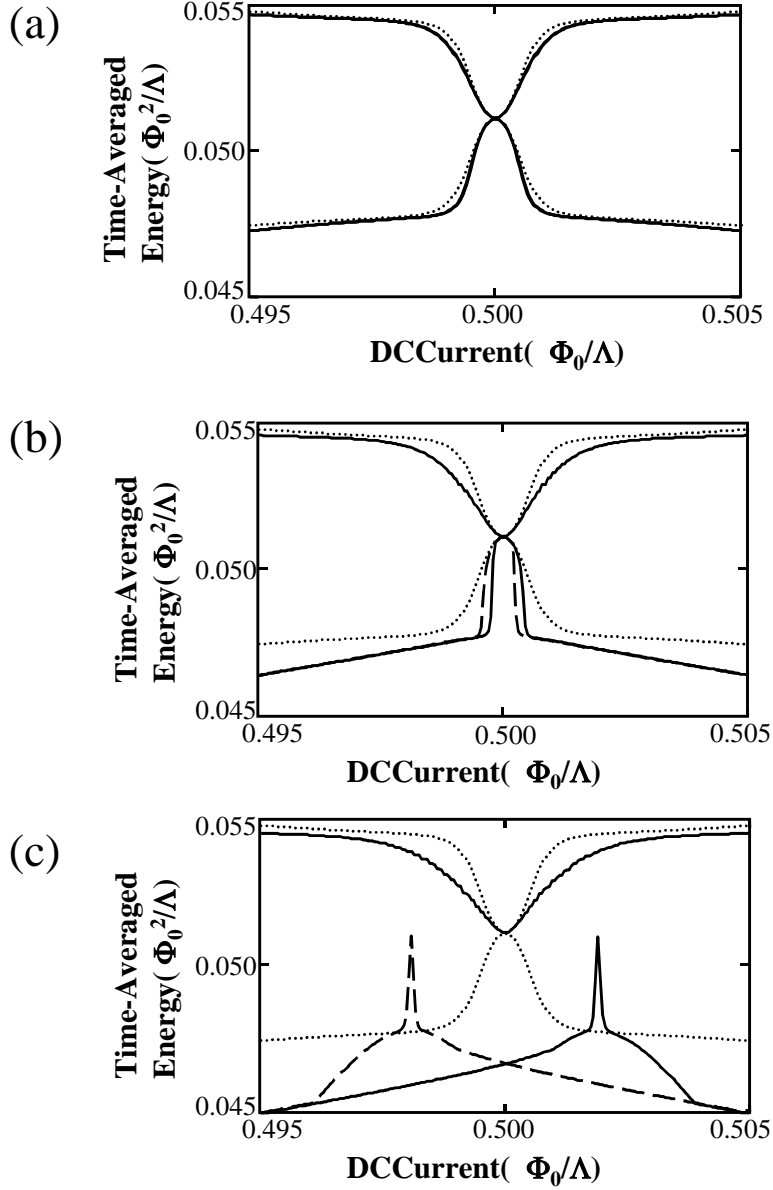 (a)
Time-Averaged
Energy( Φ₀²/Λ)
0.055
0.050
0.045
0.495
0.500
0.505
DCCurrent( Φ₀/Λ)
(b)
Time-Averaged
Energy( Φ₀²/Λ)
0.055
0.050
0.045
0.495
0.500
0.505
DCCurrent( Φ₀/Λ)
(c)
Time-Averaged
Energy( Φ₀²/Λ)
0.055
0.050
0.045
0.495
0.500
0.505
DCCurrent( Φ₀/Λ)